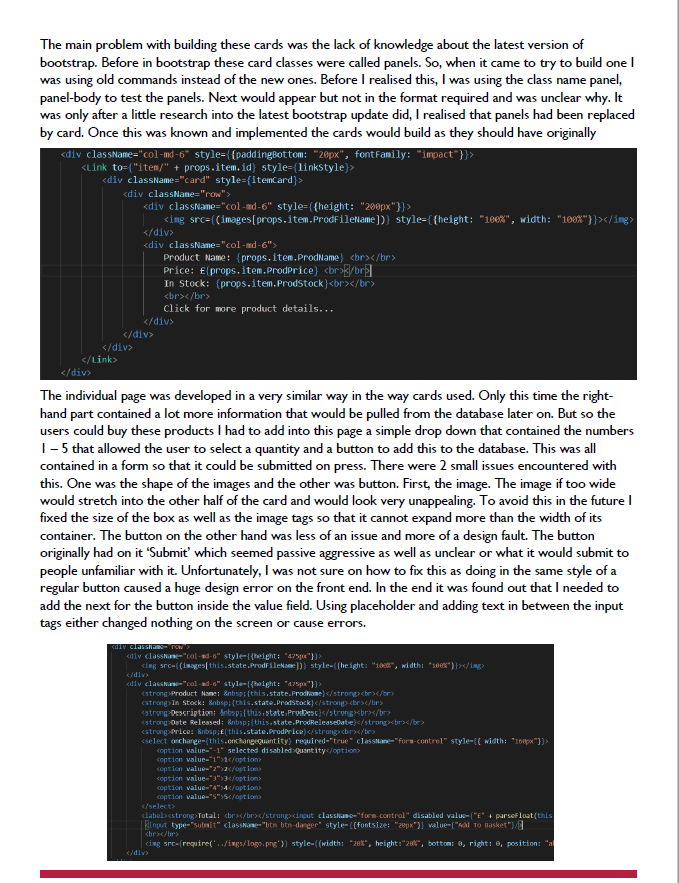 The main problem with building these cards was the lack of knowledge about the latest version of
bootstrap. Before in bootstrap these card classes were called panels. So, when it came to try to build one I
was using old commands instead of the new ones. Before I realised this, I was using the class name panel,
panel-body to test the panels. Next would appear but not in the format required and was unclear why. It
was only after a little research into the latest bootstrap update did, I realised that panels had been replaced
by card. Once this was known and implemented the cards would build as they should have originally
<div className="col-md-6" style={{paddingBottom: "20px", fontFamily: "impact"}}>
<Link to={"item/" + props.item.id} style={linkStyle}>
<div className="card" style={itemCard}>
<div className="row">
<div className="col-md-6" style={{height: "200px"}}>
<img src={(images[props.item.ProdFileName])} style={{height: "100%", width: "100%"}}></img>
</div>
<div className="col-md-6">
Product Name: {props.item.ProdName} <br></br>
Price: £{props.item.ProdPrice} <br></br>
In Stock: {props.item.ProdStock}<br></br>
<br></br>
Click for more product details...
</div>
</div>
</div>
</Link>
</div>
The individual page was developed in a very similar way in the way cards used. Only this time the right-
hand part contained a lot more information that would be pulled from the database later on. But so the
users could buy these products I had to add into this page a simple drop down that contained the numbers
1 – 5 that allowed the user to select a quantity and a button to add this to the database. This was all
contained in a form so that it could be submitted on press. There were 2 small issues encountered with
this. One was the shape of the images and the other was button. First, the image. The image if too wide
would stretch into the other half of the card and would look very unappealing. To avoid this in the future I
fixed the size of the box as well as the image tags so that it cannot expand more than the width of its
container. The button on the other hand was less of an issue and more of a design fault. The button
originally had on it ‘Submit’ which seemed passive aggressive as well as unclear or what it would submit to
people unfamiliar with it. Unfortunately, I was not sure on how to fix this as doing in the same style of a
regular button caused a huge design error on the front end. In the end it was found out that I needed to
add the next for the button inside the value field. Using placeholder and adding text in between the input
tags either changed nothing on the screen or cause errors.
<div className="row">
<div className="col-md-6" style={{height: "475px"}}>
<img src={(images[this.state.ProdFileName])} style={{height: "100%", width: "100%"}}></img>
</div>
<div className="col-md-6" style={{height: "475px"}}>
<strong>Product Name: &nbsp;{this.state.ProdName}</strong><br></br>
<strong>In Stock: &nbsp;{this.state.ProdStock}</strong><br></br>
<strong>Description: &nbsp;{this.state.ProdDesc}</strong><br></br>
<strong>Date Released: &nbsp;{this.state.ProdReleaseDate}</strong><br></br>
<strong>Price: &nbsp;£{this.state.ProdPrice}</strong><br></br>
<select onChange={this.onChangeQuantity} required="true" className="form-control" style={{ width: "160px"}}>
<option value="-1" selected disabled>Quantity</option>
<option value="1">1</option>
<option value="2">2</option>
<option value="3">3</option>
<option value="4">4</option>
<option value="5">5</option>
</select>
<label><strong>Total: <br></br></strong><input className="form-control" disabled value={"£" + parseFloat(this
<input type="submit" className="btn btn-danger" style={{fontSize: "20px"}} value={"Add To Basket"}/>
<br></br>
<img src={require('../imgs/logo.png')} style={{width: "20%", height:"20%", bottom: 0, right: 0, position: "a
</div>